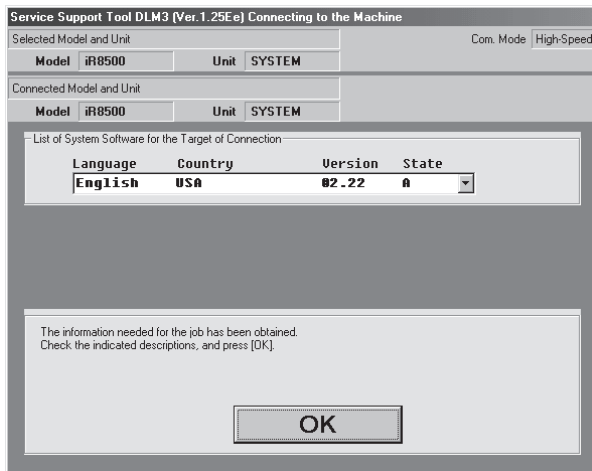 Service Support Tool DLM3 (Ver.1.25Ee) Connecting to the Machine
Selected Model and Unit Com. Mode High-Speed
Model iR8500 Unit SYSTEM
Connected Model and Unit
Model iR8500 Unit SYSTEM
List of System Software for the Target of Connection
Language Country Version State
English USA 02.22 A
The information needed for the job has been obtained.
Check the indicated descriptions, and press [OK].
OK